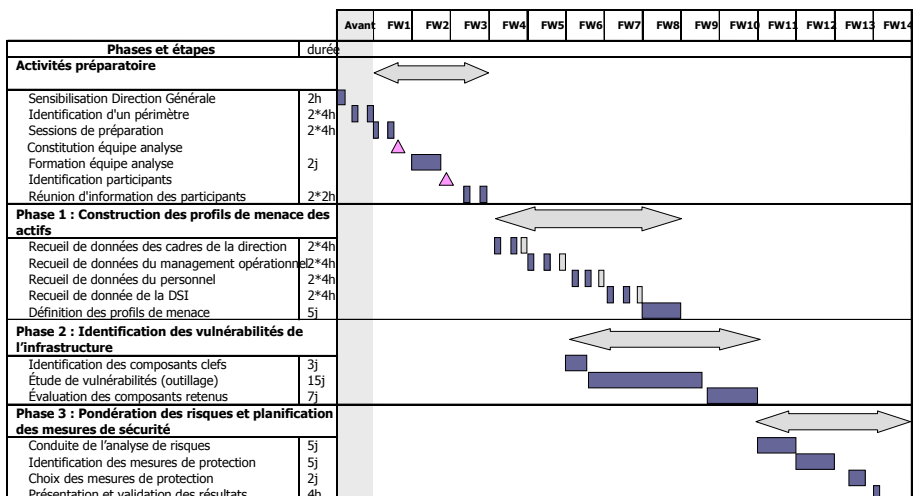 Avant FW1 FW2 FW3 FW4 FW5 FW6 FW7 FW8 FW9 FW10 FW11 FW12 FW13 FW14
Phases et étapes durée
Activités préparatoire
Sensibilisation Direction Générale 2h
Identification d'un périmètre 2*4h
Sessions de préparation 2*4h
Constitution équipe analyse
Formation équipe analyse 2j
Identification participants
Réunion d'information des participants 2*2h
Phase 1 : Construction des profils de menace des
actifs
Recueil de données des cadres de la direction 2*4h
Recueil de données du management opérationnel 2*4h
Recueil de données du personnel 2*4h
Recueil de donnée de la DSI 2*4h
Définition des profils de menace 5j
Phase 2 : Identification des vulnérabilités de
l'infrastructure
Identification des composants clefs 3j
Étude de vulnérabilités (outillage) 15j
Évaluation des composants retenus 7j
Phase 3 : Pondération des risques et planification
des mesures de sécurité
Conduite de l'analyse de risques 5j
Identification des mesures de protection 5j
Choix des mesures de protection 2j
Présentation et validation des résultats 4h